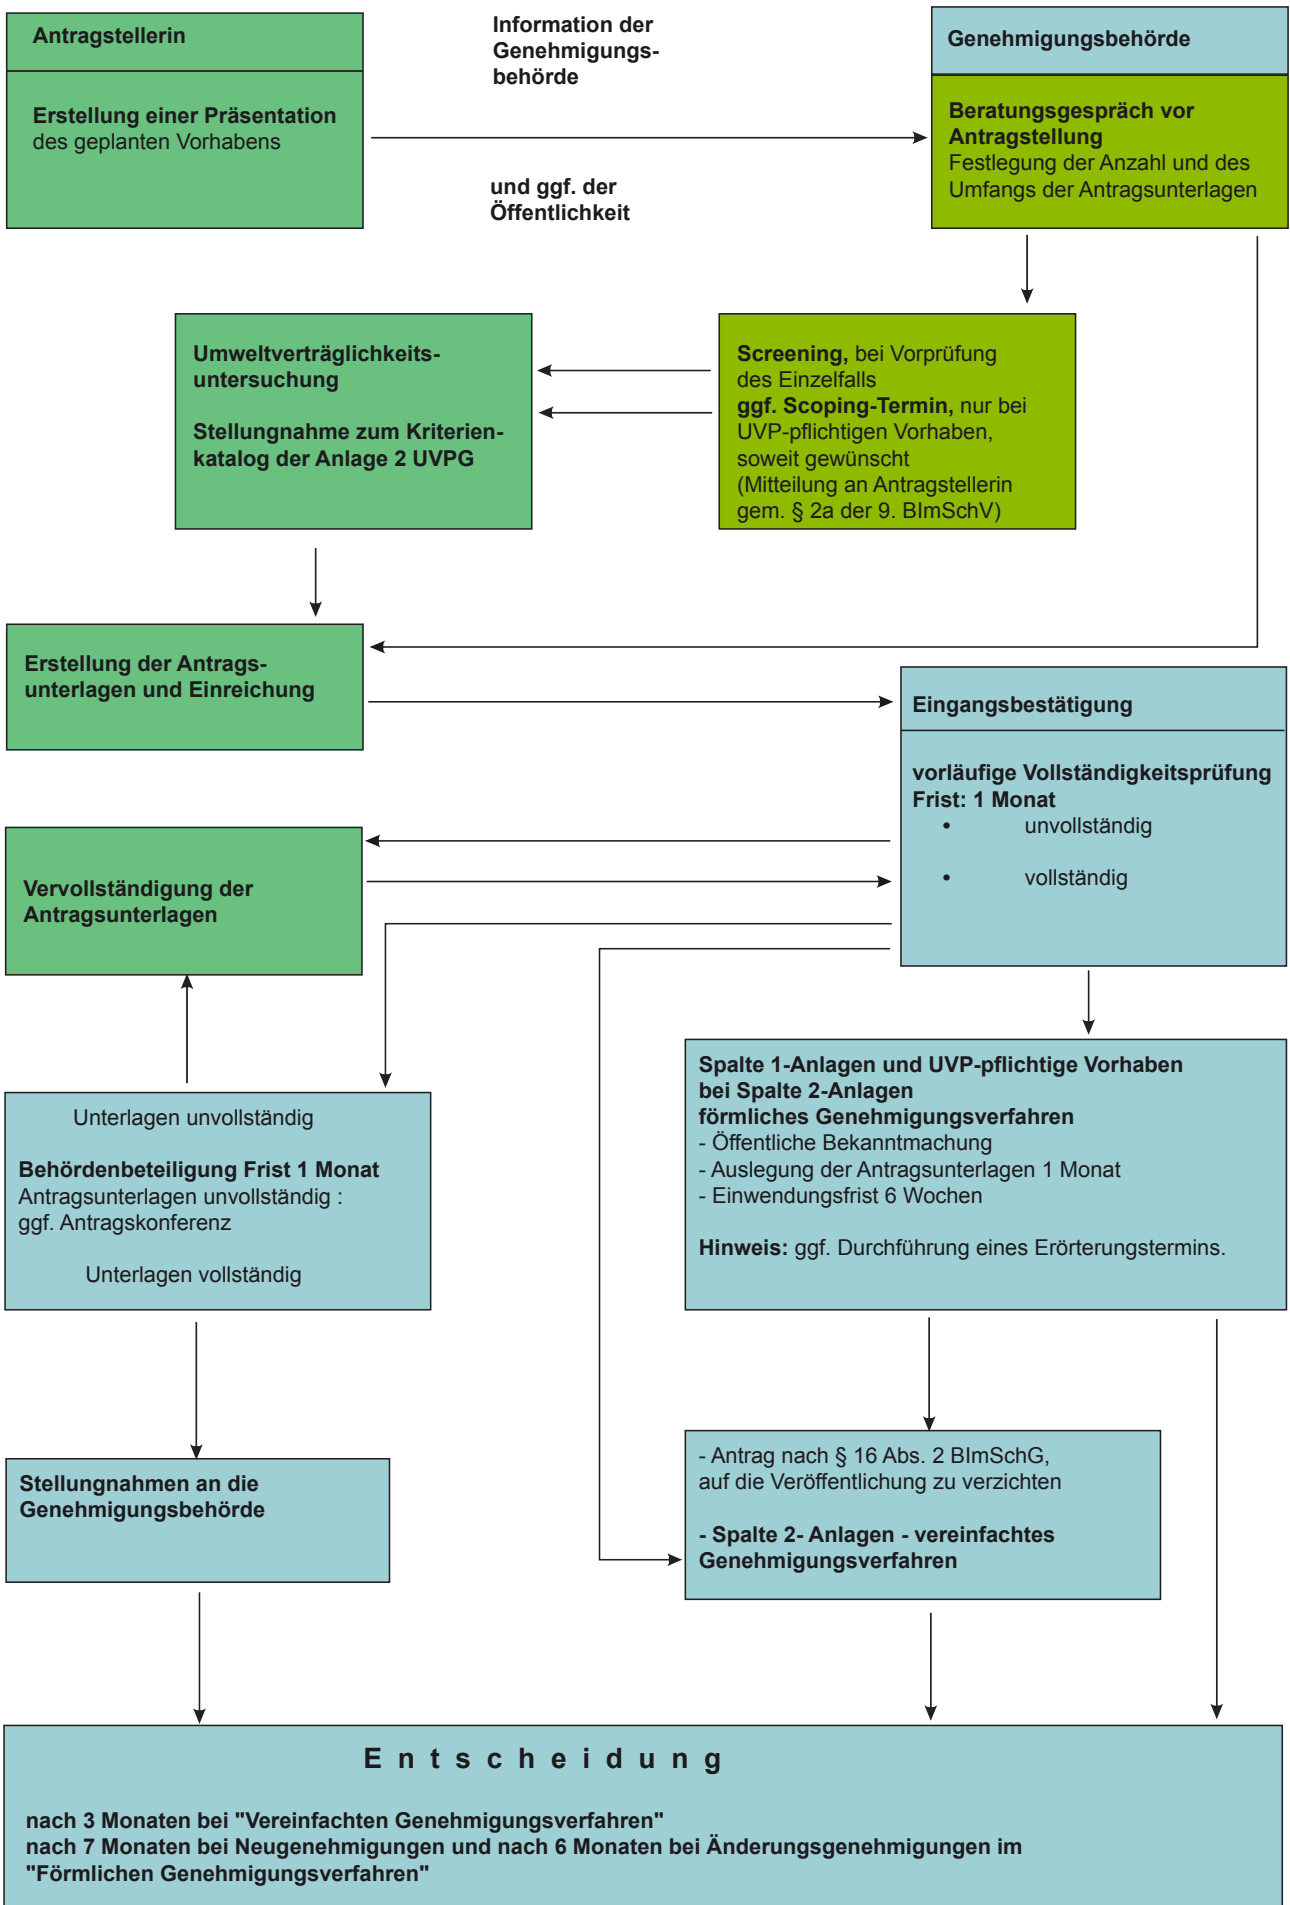 Antragstellerin
Erstellung einer Präsentation
des geplanten Vorhabens
Information der
Genehmigungs-
behörde
und ggf. der
Öffentlichkeit
Genehmigungsbehörde
Beratungsgespräch vor
Antragstellung
Festlegung der Anzahl und des
Umfangs der Antragsunterlagen
Umweltverträglichkeits-
untersuchung
Stellungnahme zum Kriterien-
katalog der Anlage 2 UVPG
Screening, bei Vorprüfung
des Einzelfalls
ggf. Scoping-Termin, nur bei
UVP-pflichtigen Vorhaben,
soweit gewünscht
(Mitteilung an Antragstellerin
gem. § 2a der 9. BImSchV)
Erstellung der Antrags-
unterlagen und Einreichung
Eingangsbestätigung
vorläufige Vollständigkeitsprüfung
Frist: 1 Monat
• unvollständig
• vollständig
Vervollständigung der
Antragsunterlagen
Unterlagen unvollständig
Behördenbeteiligung Frist 1 Monat
Antragsunterlagen unvollständig :
ggf. Antragskonferenz
Unterlagen vollständig
Spalte 1-Anlagen und UVP-pflichtige Vorhaben
bei Spalte 2-Anlagen
förmliches Genehmigungsverfahren
- Öffentliche Bekanntmachung
- Auslegung der Antragsunterlagen 1 Monat
- Einwendungsfrist 6 Wochen
Hinweis: ggf. Durchführung eines Erörterungstermins.
Stellungnahmen an die
Genehmigungsbehörde
- Antrag nach § 16 Abs. 2 BImSchG,
auf die Veröffentlichung zu verzichten
- Spalte 2- Anlagen - vereinfachtes
Genehmigungsverfahren
Entscheidung
nach 3 Monaten bei "Vereinfachten Genehmigungsverfahren"
nach 7 Monaten bei Neugenehmigungen und nach 6 Monaten bei Änderungsgenehmigungen im
"Förmlichen Genehmigungsverfahren"